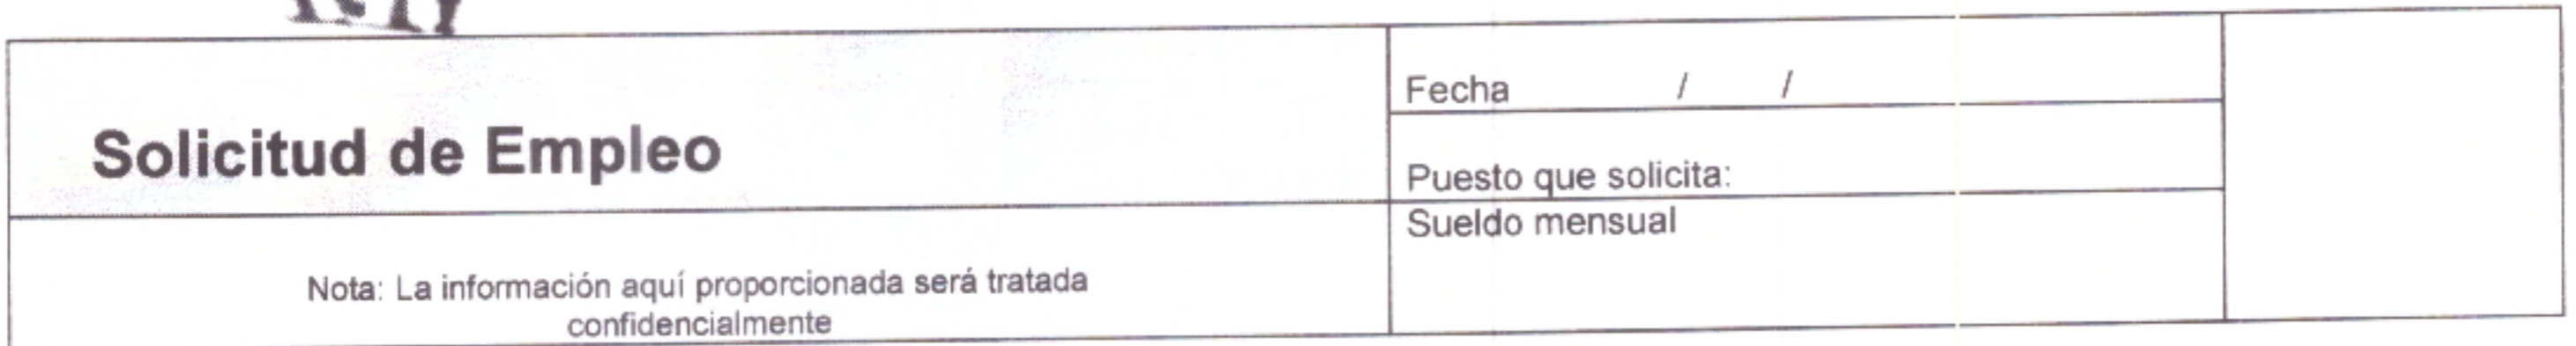 Solicitud de Empleo
Fecha / /
Puesto que solicita:
Sueldo mensual
Nota: La información aquí proporcionada será tratada
confidencialmente